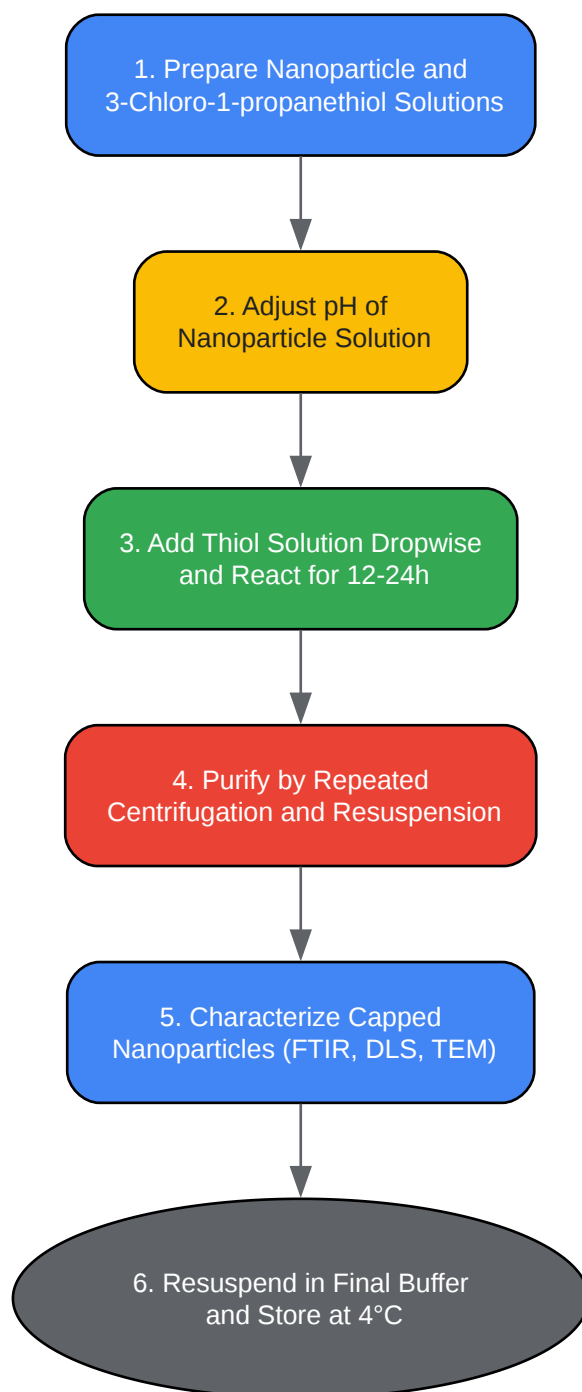 1. Prepare Nanoparticle and
3-Chloro-1-propanethiol Solutions
2. Adjust pH of
Nanoparticle Solution
3. Add Thiol Solution Dropwise
and React for 12-24h
4. Purify by Repeated
Centrifugation and Resuspension
5. Characterize Capped
Nanoparticles (FTIR, DLS, TEM)
6. Resuspend in Final Buffer
and Store at 4°C